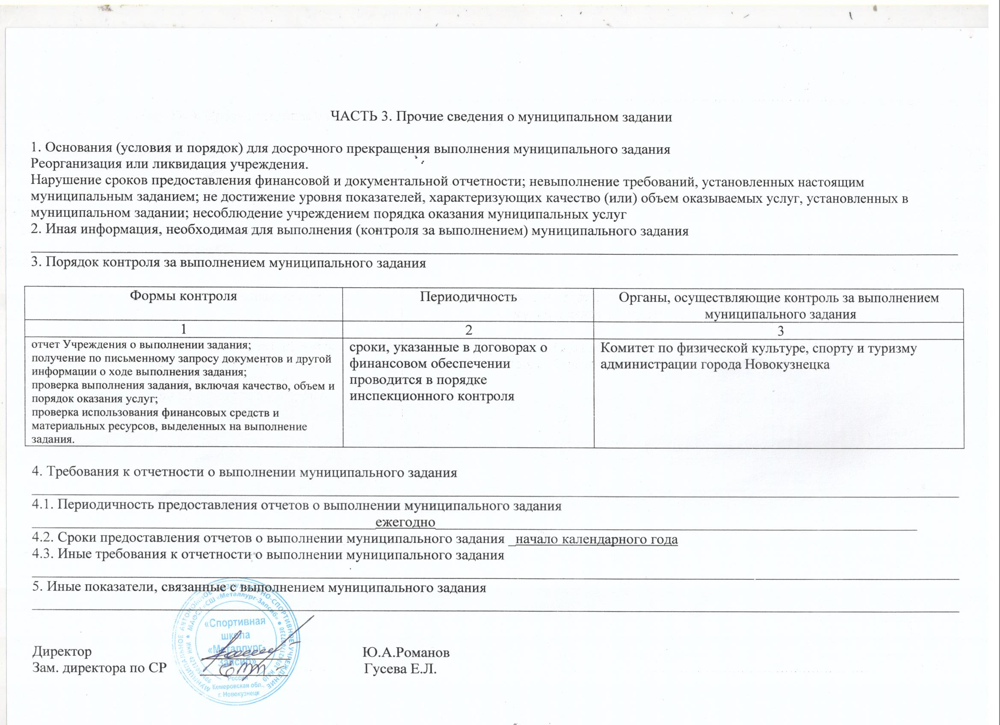 ЧАСТЬ 3. Прочие сведения о муниципальном задании
1. Основания (условия и порядок) для досрочного прекращения выполнения муниципального задания
Реорганизация или ликвидация учреждения.
Нарушение сроков предоставления финансовой и документальной отчетности; невыполнение требований, установленных настоящим
муниципальным заданием; не достижение уровня показателей, характеризующих качество (или) объем оказываемых услуг, установленных в
муниципальном задании; несоблюдение учреждением порядка оказания муниципальных услуг
2. Иная информация, необходимая для выполнения (контроля за выполнением) муниципального задания
3. Порядок контроля за выполнением муниципального задания
Формы контроля
Периодичность
Органы, осуществляющие контроль за выполнением
муниципального задания
1
2
3
отчет Учреждения о выполнении задания;
получение по письменному запросу документов и другой
информации о ходе выполнения задания;
проверка выполнения задания, включая качество, объем и
порядок оказания услуг;
проверка использования финансовых средств и
материальных ресурсов, выделенных на выполнение
задания.
сроки, указанные в договорах о
финансовом обеспечении
проводится в порядке
инспекционного контроля
Комитет по физической культуре, спорту и туризму
администрации города Новокузнецка
4. Требования к отчетности о выполнении муниципального задания
4.1. Периодичность предоставления отчетов о выполнении муниципального задания
ежегодно
4.2. Сроки предоставления отчетов о выполнении муниципального задания _начало календарного года
4.3. Иные требования к отчетности о выполнении муниципального задания
5. Иные показатели, связанные с выполнением муниципального задания
Директор
Ю.А.Романов
Зам. директора по СР
Гусева Е.Л.
МУНИЦИПАЛЬНОЕ АВТОНОМНОЕ ФИЗКУЛЬТУРНО-СПОРТИВНОЕ УЧРЕЖДЕНИЕ
МАФСУ «СШ «Металлург-Запсиб»
«Спортивная
школа
«Металлург-
Запсиб»
Россия
Кемеровская обл.,
г. Новокузнецк